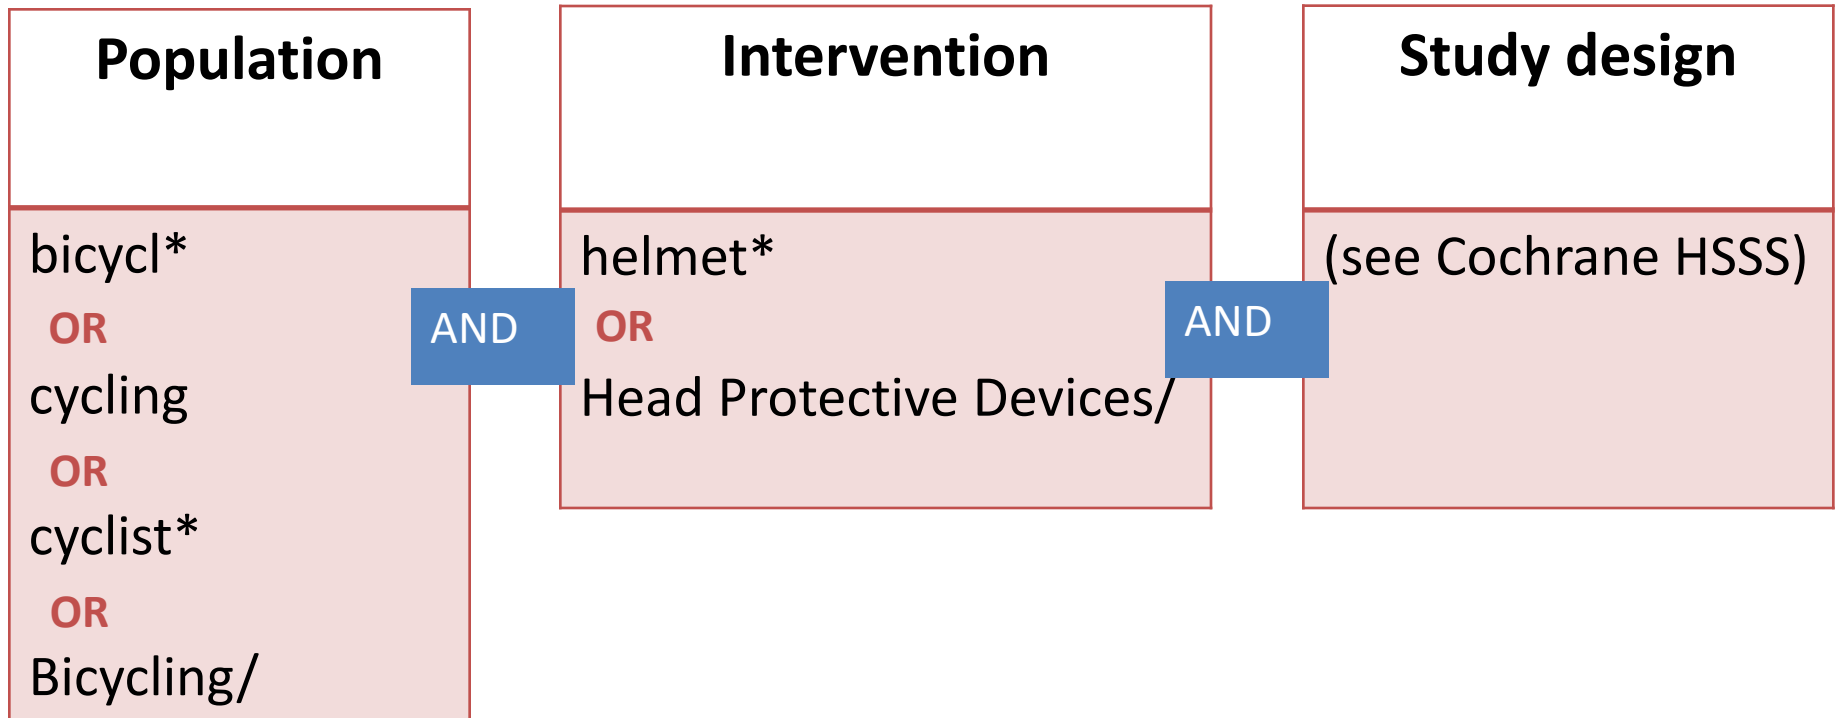 Population
bicycl*
OR
cycling
OR
cyclist*
OR
Bicycling/
AND
Intervention
helmet*
OR
Head Protective Devices/
AND
Study design
(see Cochrane HSSS)